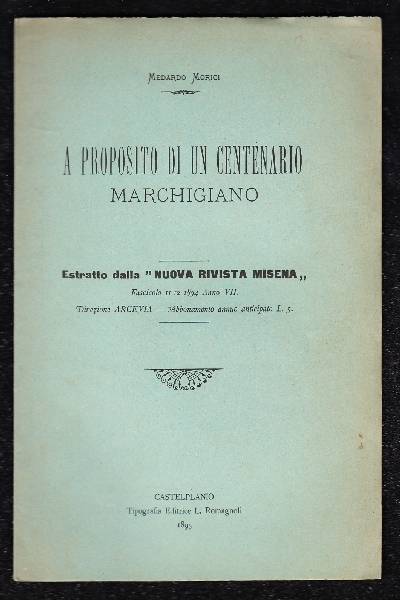 MEDARDO MORICI
A PROPOSITO DI UN CENTENARIO
MARCHIGIANO
Estratto dalla "NUOVA RIVISTA MISENA„
Fascicolo 11-12 1894 Anno VII.
Direzione ARCEVIA — Abbonamento annuo anticipato L. 5.
CASTELPLANIO
Tipografia Editrice L. Romagnoli
1895